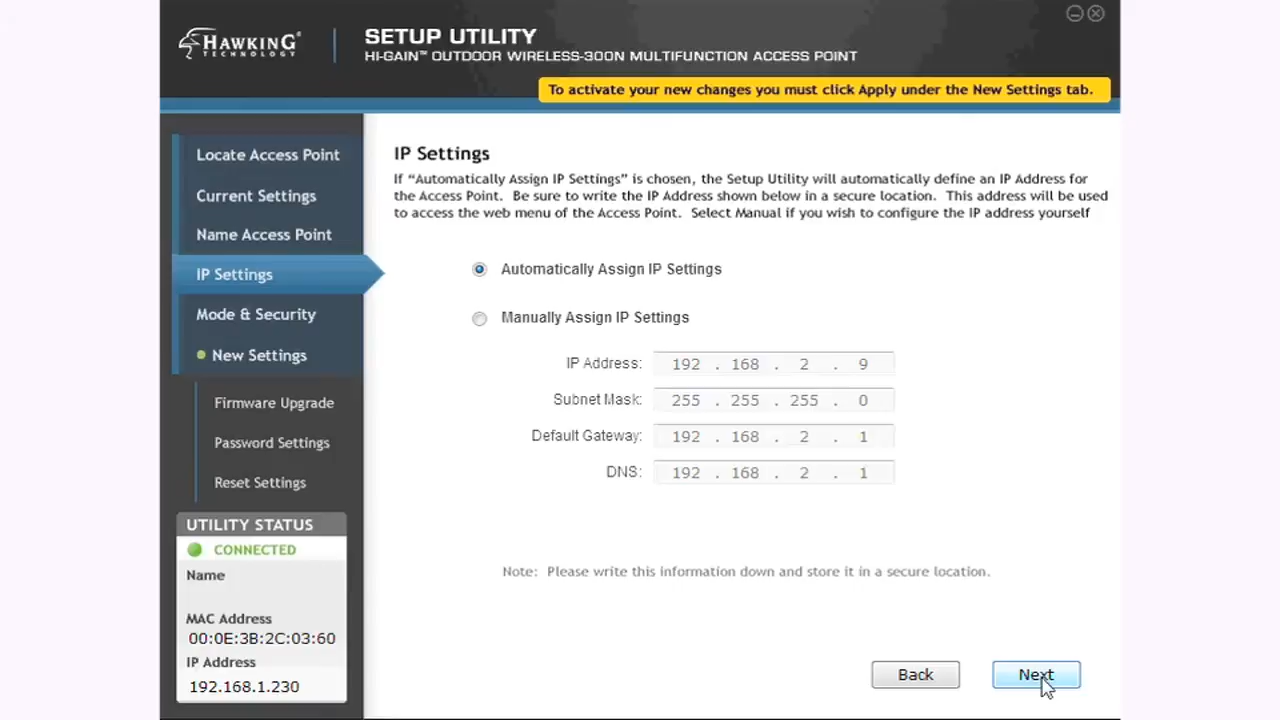 HAWKING®
TECHNOLOGY
SETUP UTILITY
HI-GAIN™ OUTDOOR WIRELESS-300N MULTIFUNCTION ACCESS POINT
To activate your new changes you must click Apply under the New Settings tab.
Locate Access Point
Current Settings
Name Access Point
IP Settings
Mode & Security
New Settings
Firmware Upgrade
Password Settings
Reset Settings
UTILITY STATUS
CONNECTED
Name
MAC Address
00:0E:3B:2C:03:60
IP Address
192.168.1.230
IP Settings
If "Automatically Assign IP Settings" is chosen, the Setup Utility will automatically define an IP Address for
the Access Point. Be sure to write the IP Address shown below in a secure location. This address will be used
to access the web menu of the Access Point. Select Manual if you wish to configure the IP address yourself
Automatically Assign IP Settings
Manually Assign IP Settings
IP Address: 192 . 168 . 2 . 9
Subnet Mask: 255 . 255 . 255 . 0
Default Gateway: 192 . 168 . 2 . 1
DNS: 192 . 168 . 2 . 1
Note: Please write this information down and store it in a secure location.
Back Next